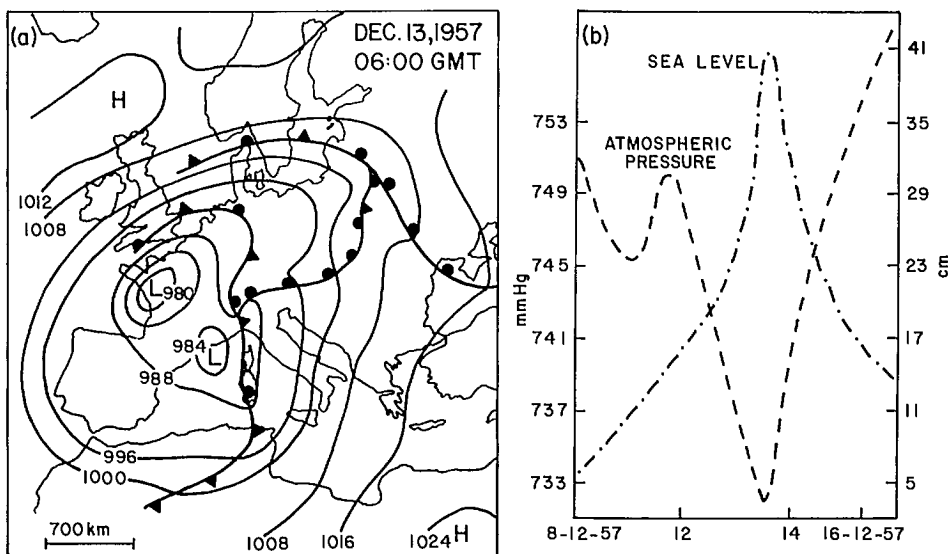 (a)
DEC. 13, 1957
06:00 GMT
H
1012
1008
L 980
984
L
988
996
1000
700 km
1008
1016
1024 H
(b)
SEA LEVEL
ATMOSPHERIC
PRESSURE
mmHg
753
749
745
741
737
733
cm
41
35
29
23
17
11
5
8-12-57
12
14
16-12-57